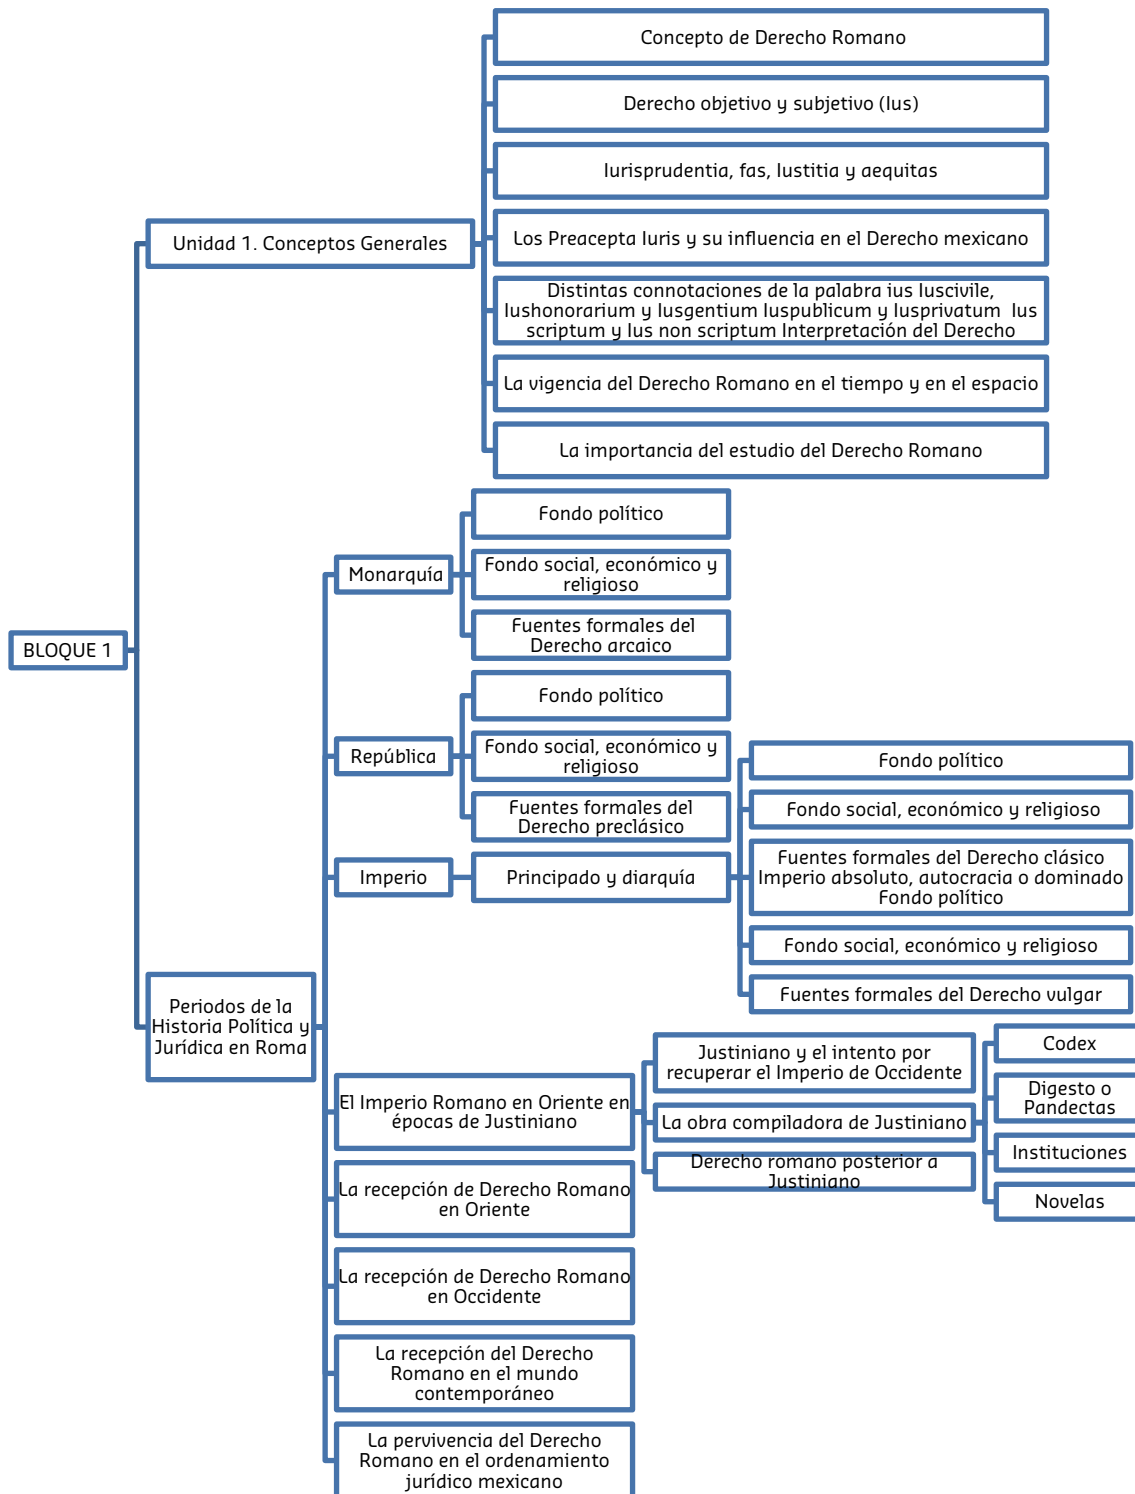 Concepto de Derecho Romano
Derecho objetivo y subjetivo (Ius)
Iurisprudentia, fas, Iustitia y aequitas
Unidad 1. Conceptos Generales
Los Preacepta Iuris y su influencia en el Derecho mexicano
Distintas connotaciones de la palabra ius Iuscivile,
Iushonorarium y Iusgentium Iuspublicum y Iusprivatum Ius
scriptum y Ius non scriptum Interpretación del Derecho
La vigencia del Derecho Romano en el tiempo y en el espacio
La importancia del estudio del Derecho Romano
BLOQUE 1
Monarquía
Fondo político
Fondo social, económico y
religioso
Fuentes formales del
Derecho arcaico
República
Fondo político
Fondo social, económico y
religioso
Fuentes formales del
Derecho preclásico
Imperio
Principado y diarquía
Fondo político
Fondo social, económico y religioso
Fuentes formales del Derecho clásico
Imperio absoluto, autocracia o dominado
Fondo político
Fondo social, económico y religioso
Fuentes formales del Derecho vulgar
Periodos de la
Historia Política y
Jurídica en Roma
El Imperio Romano en Oriente en
épocas de Justiniano
Justiniano y el intento por
recuperar el Imperio de Occidente
La obra compiladora de Justiniano
Derecho romano posterior a
Justiniano
Codex
Digesto o
Pandectas
Instituciones
Novelas
La recepción de Derecho Romano
en Oriente
La recepción de Derecho Romano
en Occidente
La recepción del Derecho
Romano en el mundo
contemporáneo
La pervivencia del Derecho
Romano en el ordenamiento
jurídico mexicano